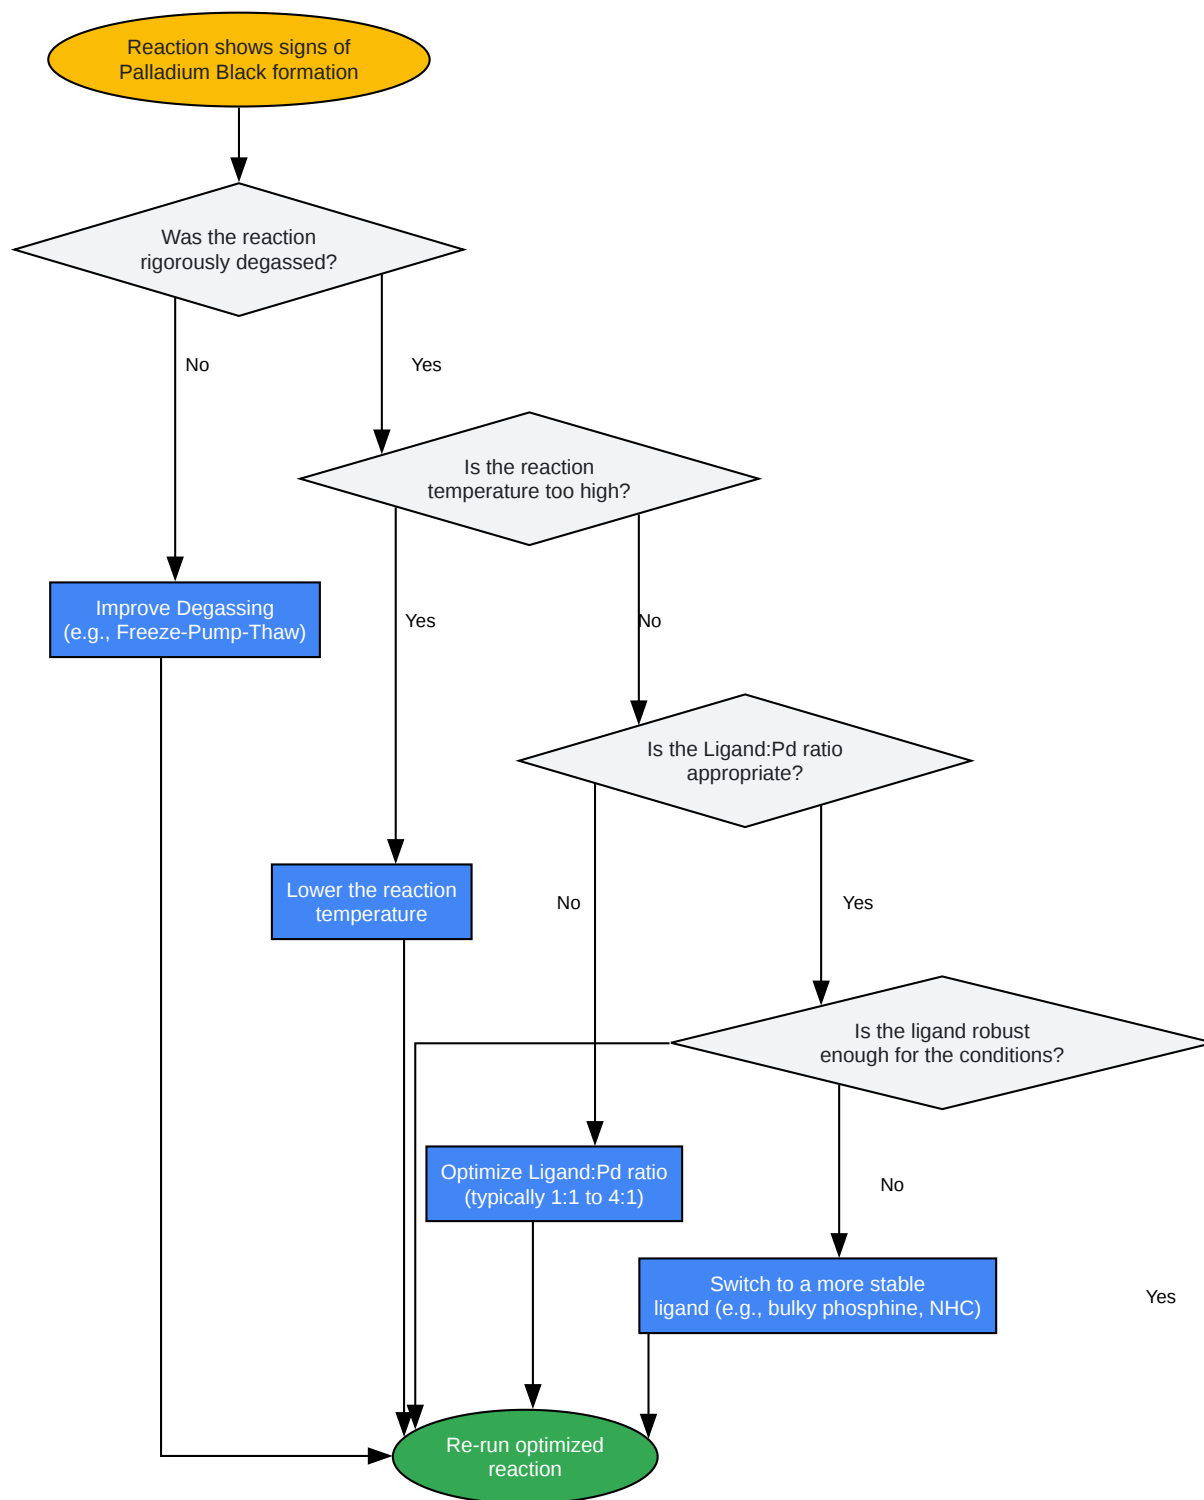 Reaction shows signs of
Palladium Black formation
Was the reaction
rigorously degassed?
No
Yes
Is the reaction
temperature too high?
Improve Degassing
(e.g., Freeze-Pump-Thaw)
Yes
No
Is the Ligand:Pd ratio
appropriate?
Lower the reaction
temperature
No
Yes
Is the ligand robust
enough for the conditions?
Optimize Ligand:Pd ratio
(typically 1:1 to 4:1)
No
Switch to a more stable
ligand (e.g., bulky phosphine, NHC)
Yes
Re-run optimized
reaction